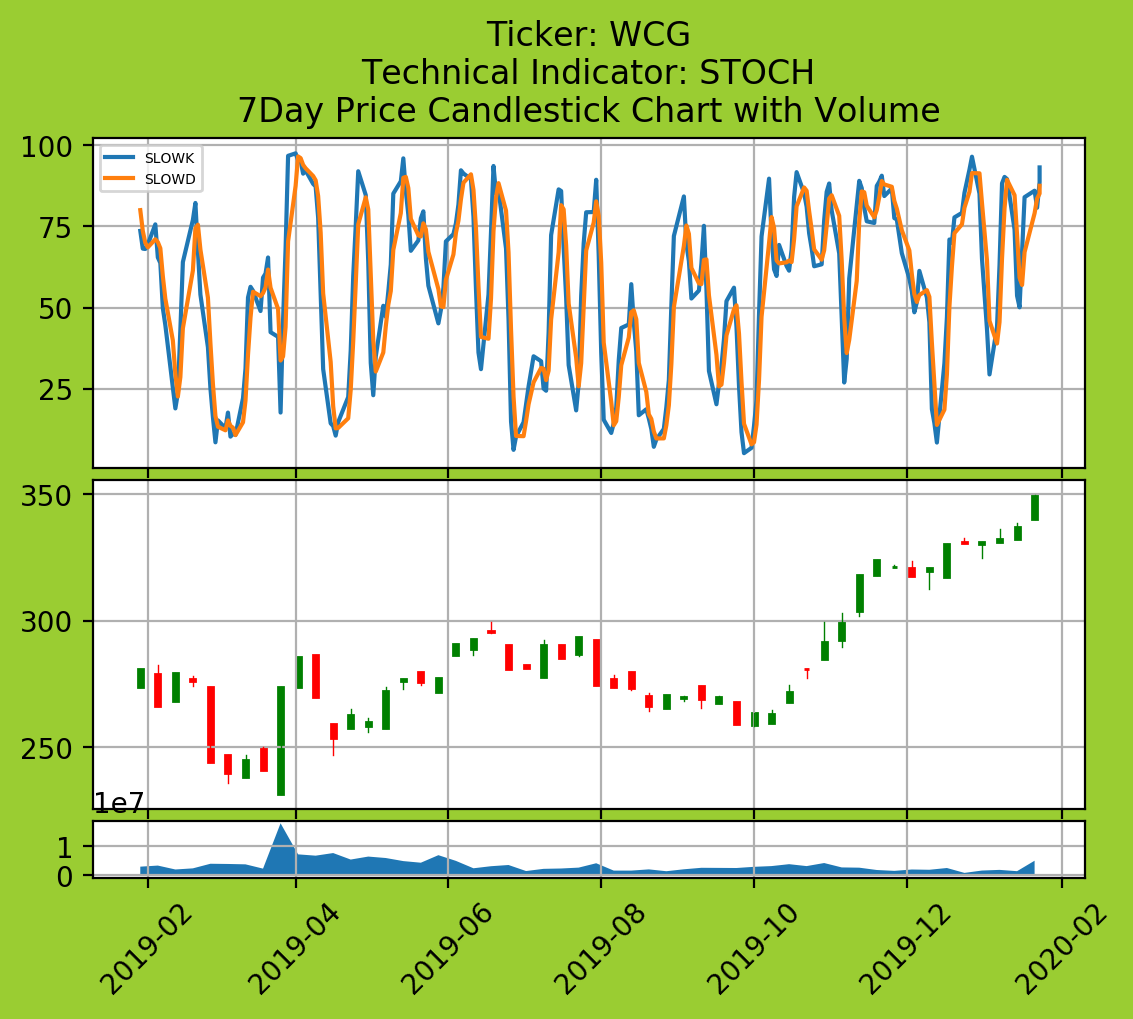 Ticker: WCG
Technical Indicator: STOCH
7Day Price Candlestick Chart with Volume
100
75
50
25
SLOWK
SLOWD
350
300
250
1e7
1
0
2019-02
2019-04
2019-06
2019-08
2019-10
2019-12
2020-02